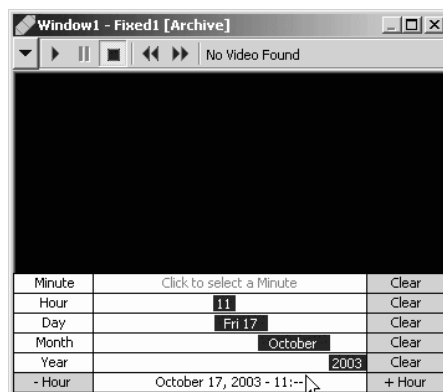 Window1 - Fixed1 [Archive]
No Video Found
Minute Click to select a Minute Clear
Hour 11 Clear
Day Fri 17 Clear
Month October Clear
Year 2003 Clear
- Hour October 17, 2003 - 11:-- + Hour